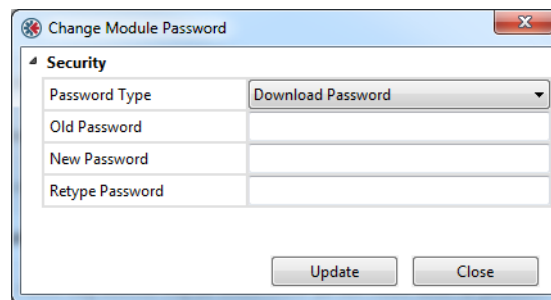 Change Module Password
Security
Password Type Download Password
Old Password
New Password
Retype Password
Update Close